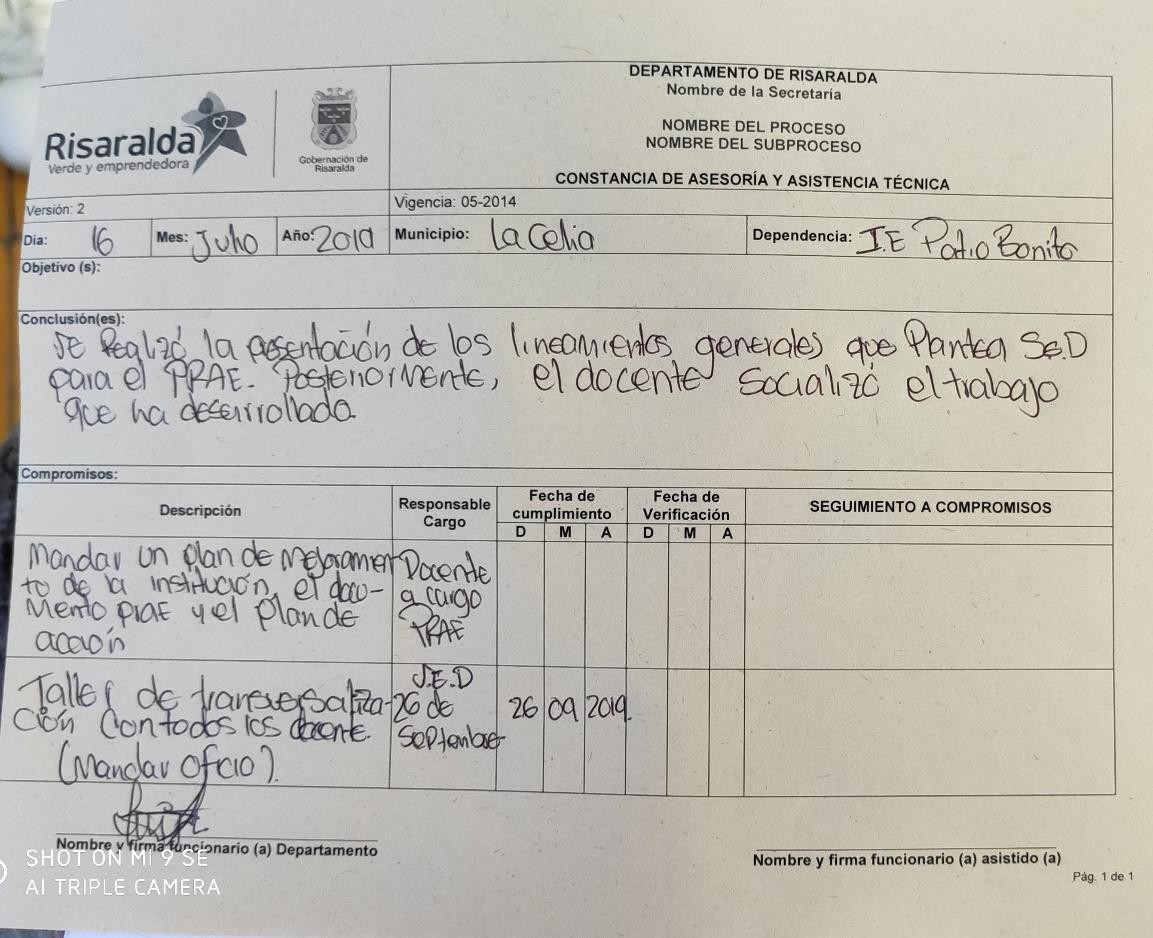 DEPARTAMENTO DE RISARALDA
Nombre de la Secretaría
NOMBRE DEL PROCESO
NOMBRE DEL SUBPROCESO
CONSTANCIA DE ASESORÍA Y ASISTENCIA TÉCNICA
Risaralda
Verde y emprendedora
Gobernación de
Risaralda
Versión: 2
Vigencia: 05-2014
Dia: 16 Mes: Julio Año: 2019 Municipio: La Celia Dependencia: I.E Patio Bonito
Objetivo (s):
Conclusión(es):
SE Realizó la presentación de los lineamientos generales que Plantea S.E.D
para el PRAE. Posteriormente, el docente socializó el trabajo
que ha desarrollado.
Compromisos:
Descripción
Responsable
Cargo
Fecha de
cumplimiento
Fecha de
Verificación
SEGUIMIENTO A COMPROMISOS
D M A D M A
Mandar un plan de mejoramien
to de la institución, el docu-
mento PRAE y el plan de
acción
Docente
a cargo
PRAE
Taller de transversaliza-
ción con todos los docente.
(Mandar oficio).
S.E.D
26 de
Septiembre
26 09 2019.
Nombre y firma funcionario (a) Departamento
Nombre y firma funcionario (a) asistido (a)
Pág. 1 de 1
SHOT ON MI 9 SE
AI TRIPLE CAMERA